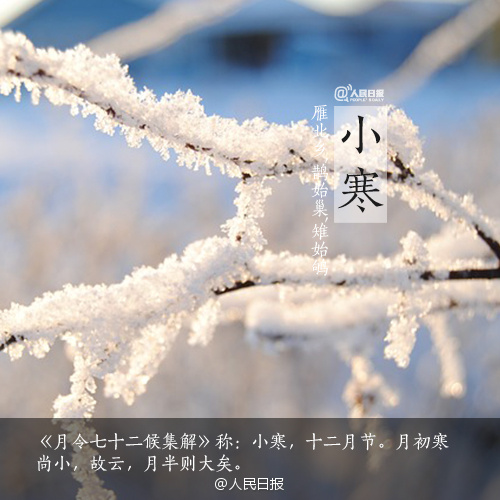 @人民日报
PEOPLE'S DAILY
小寒
雁北乡，鹊始巢，雉始鸲
《月令七十二候集解》称：小寒，十二月节。月初寒
尚小，故云，月半则大矣。
@人民日报